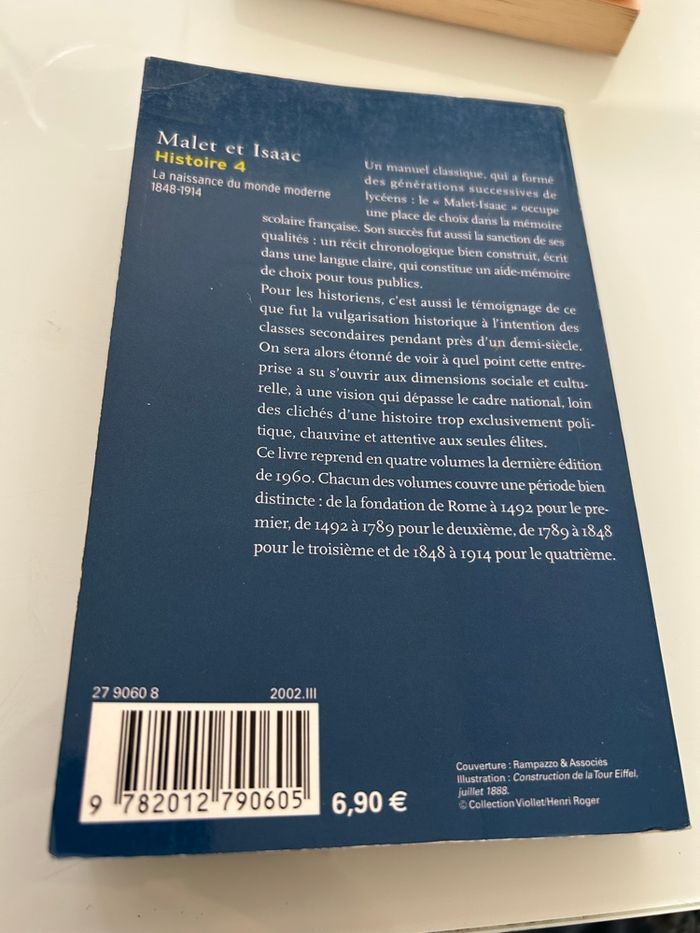 Malet et Isaac
Histoire 4
La naissance du monde moderne
1848-1914
Un manuel classique, qui a formé
des générations successives de
lycéens : le « Malet-Isaac » occupe
une place de choix dans la mémoire
scolaire française. Son succès fut aussi la sanction de ses
qualités : un récit chronologique bien construit, écrit
dans une langue claire, qui constitue un aide-mémoire
de choix pour tous publics.
Pour les historiens, c'est aussi le témoignage de ce
que fut la vulgarisation historique à l'intention des
classes secondaires pendant près d'un demi-siècle.
On sera alors étonné de voir à quel point cette entre-
prise a su s'ouvrir aux dimensions sociale et cultu-
relle, à une vision qui dépasse le cadre national, loin
des clichés d'une histoire trop exclusivement poli-
tique, chauvine et attentive aux seules élites.
Ce livre reprend en quatre volumes la dernière édition
de 1960. Chacun des volumes couvre une période bien
distincte : de la fondation de Rome à 1492 pour le pre-
mier, de 1492 à 1789 pour le deuxième, de 1789 à 1848
pour le troisième et de 1848 à 1914 pour le quatrième.
27 9060 8
2002.III
9 782012 790605
6,90 €
Couverture : Rampazzo & Associés
Illustration : Construction de la Tour Eiffel,
juillet 1888.
© Collection Viollet/Henri Roger